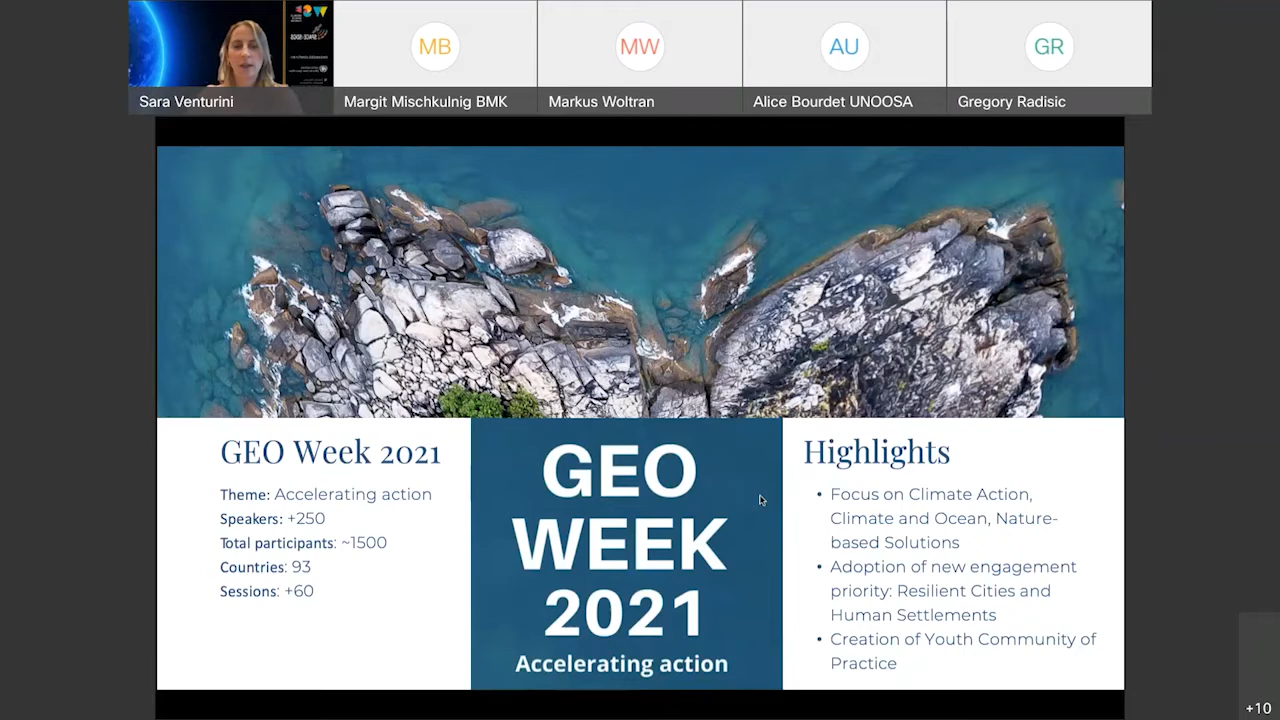 MB
MW
AU
GR
Sara Venturini
Margit Mischkulnig BMK
Markus Woltran
Alice Bourdet UNOOSA
Gregory Radisic
GEO Week 2021
Theme: Accelerating action
Speakers: +250
Total participants: ~1500
Countries: 93
Sessions: +60
GEO
WEEK
2021
Accelerating action
Highlights
• Focus on Climate Action,
Climate and Ocean, Nature-
based Solutions
• Adoption of new engagement
priority: Resilient Cities and
Human Settlements
• Creation of Youth Community of
Practice
+10